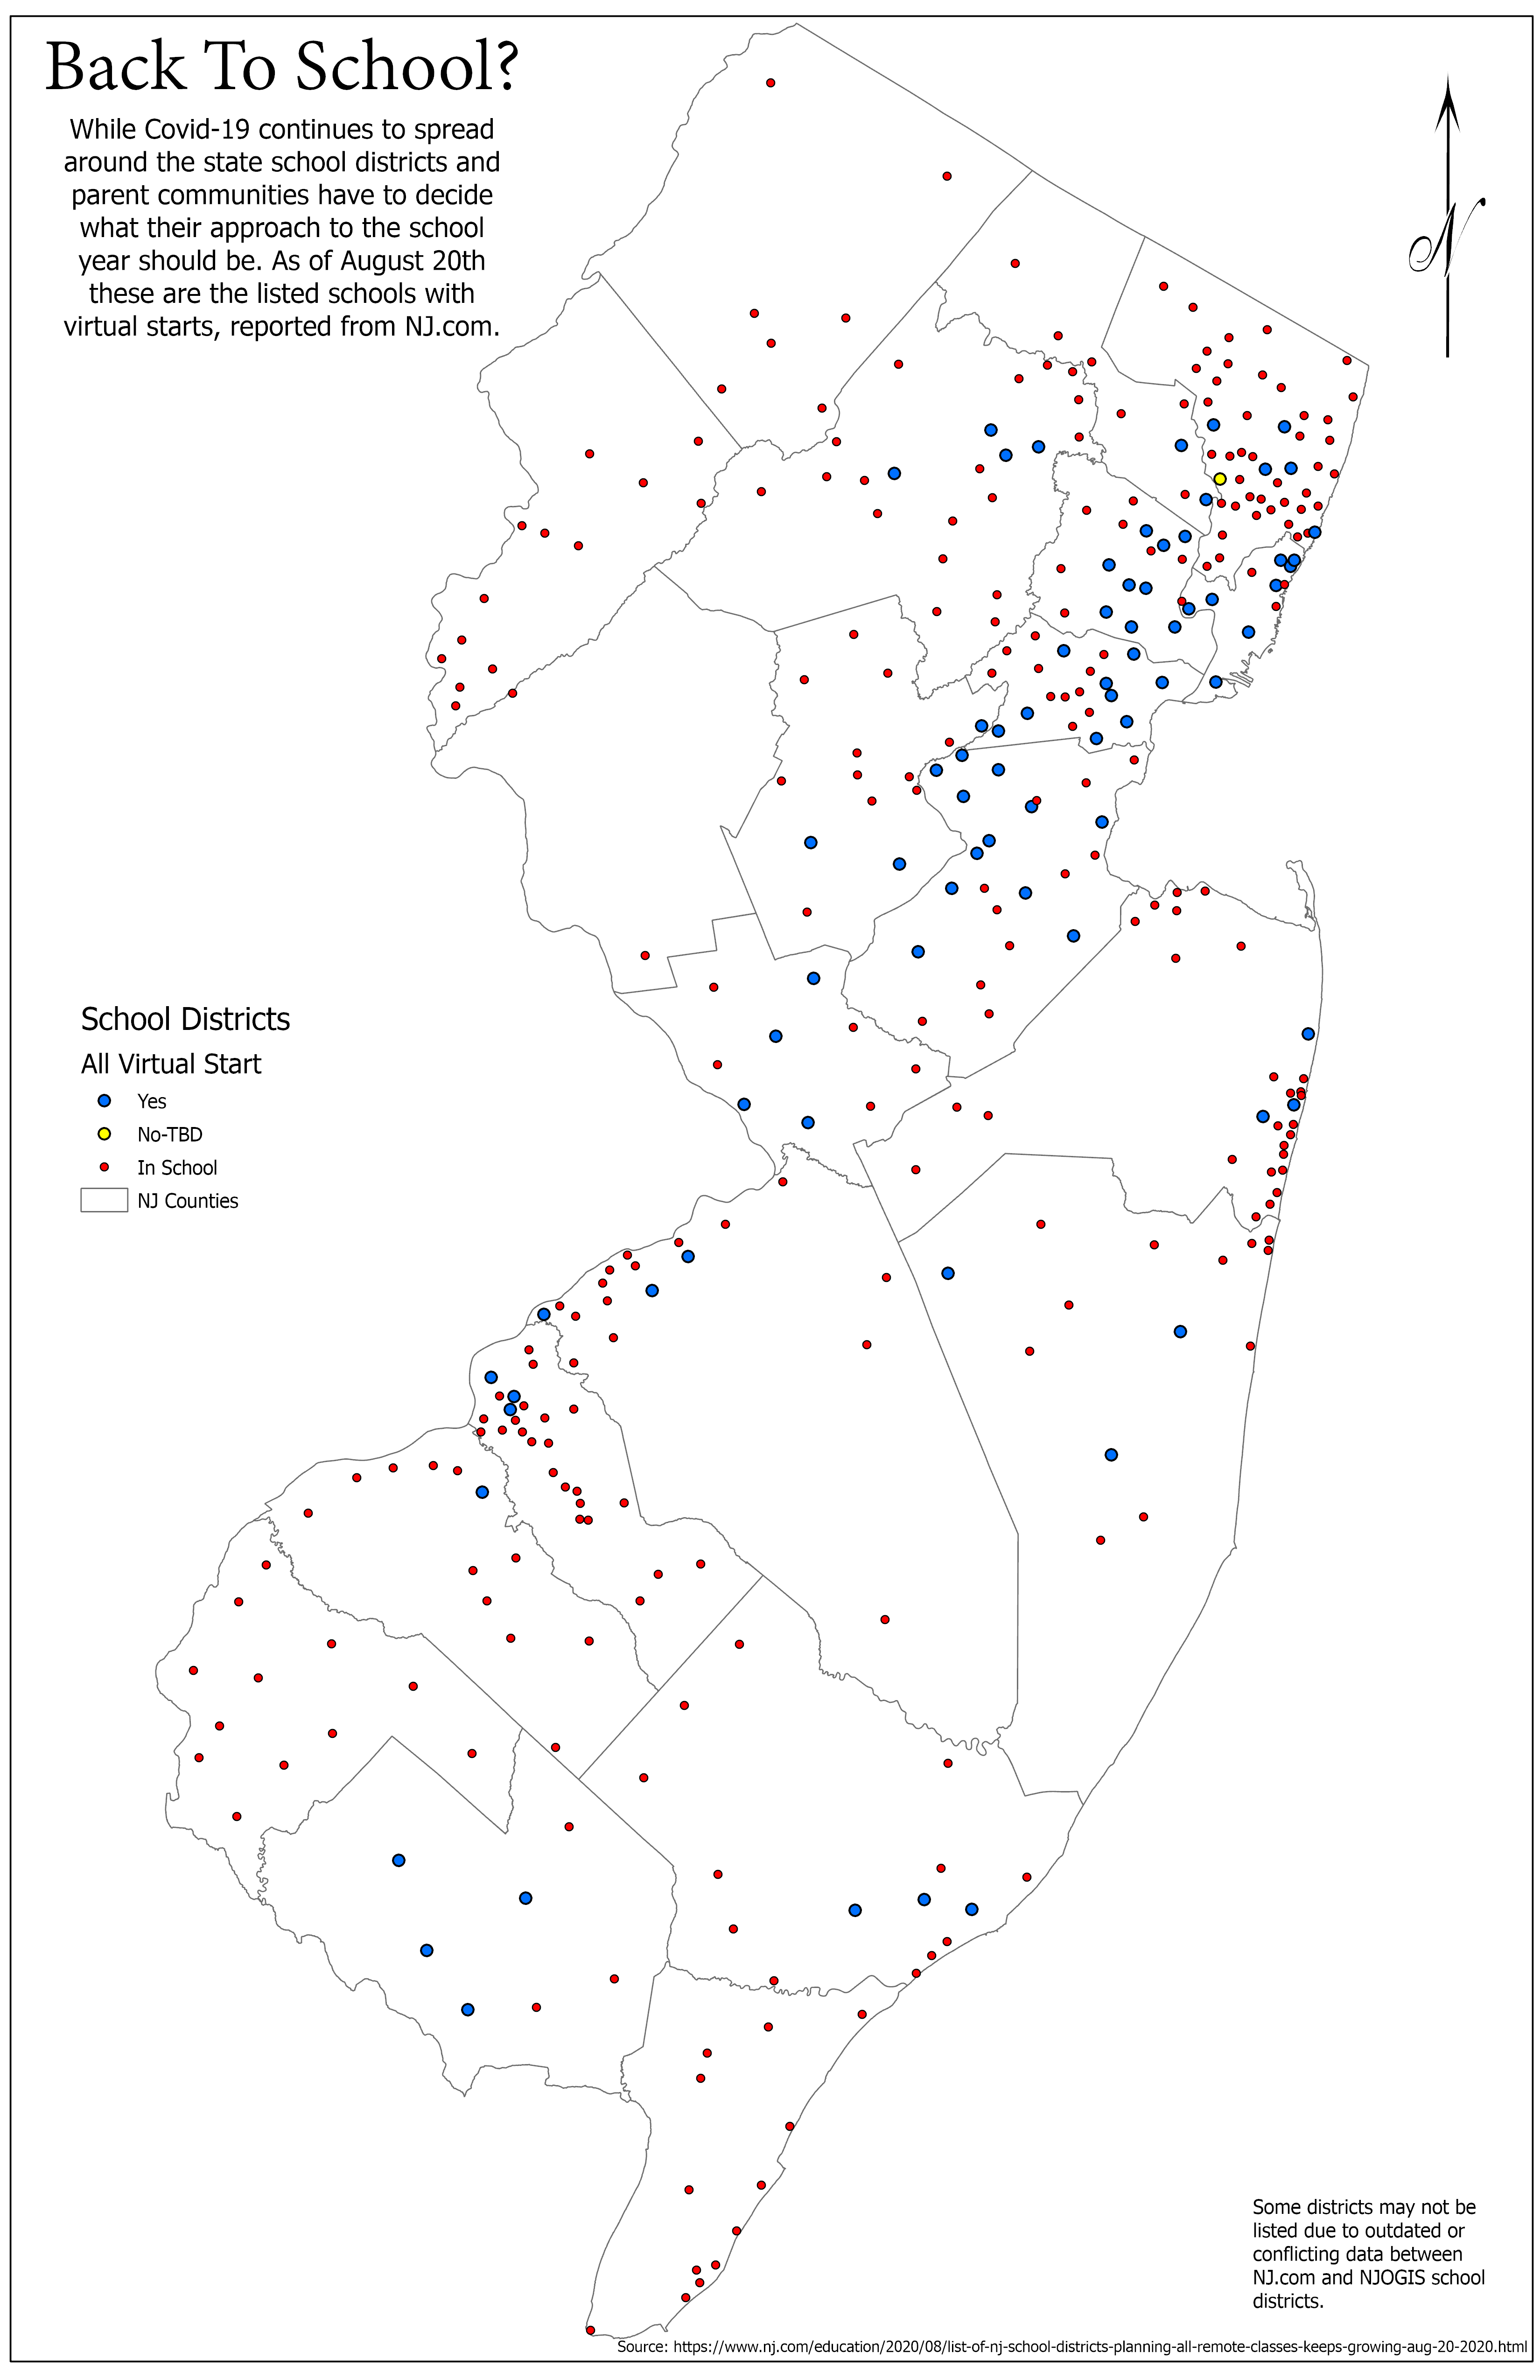 Back To School?
While Covid-19 continues to spread
around the state school districts and
parent communities have to decide
what their approach to the school
year should be. As of August 20th
these are the listed schools with
virtual starts, reported from NJ.com.
N
School Districts
All Virtual Start
Yes
No-TBD
In School
NJ Counties
Some districts may not be
listed due to outdated or
conflicting data between
NJ.com and NJOGIS school
districts.
Source: https://www.nj.com/education/2020/08/list-of-nj-school-districts-planning-all-remote-classes-keeps-growing-aug-20-2020.html